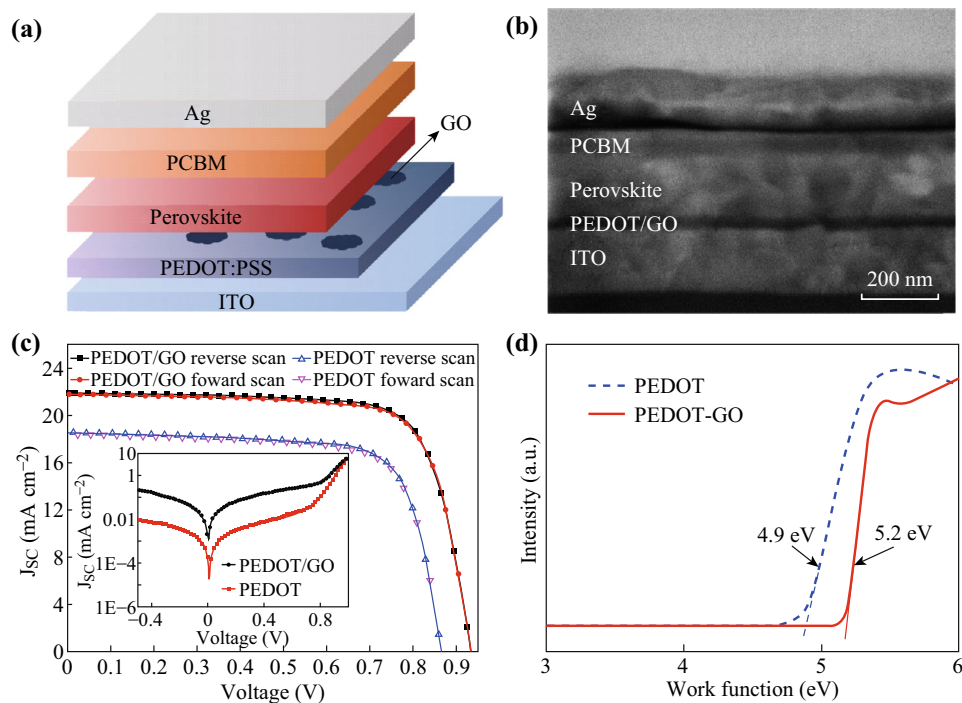 (a)
Ag
GO
PCBM
Perovskite
PEDOT:PSS
ITO
(b)
Ag
PCBM
Perovskite
PEDOT/GO
ITO
200 nm
(c)
24
20
16
12
8
4
0
J_SC (mA cm⁻²)
PEDOT/GO reverse scan
PEDOT reverse scan
PEDOT/GO foward scan
PEDOT foward scan
10
1
0.01
1E-4
1E-6
J_SC (mA cm⁻²)
PEDOT/GO
PEDOT
−0.4 0 0.4 0.8
Voltage (V)
0 0.1 0.2 0.3 0.4 0.5 0.6 0.7 0.8 0.9
Voltage (V)
(d)
Intensity (a.u.)
PEDOT
PEDOT-GO
4.9 eV
5.2 eV
3 4 5 6
Work function (eV)